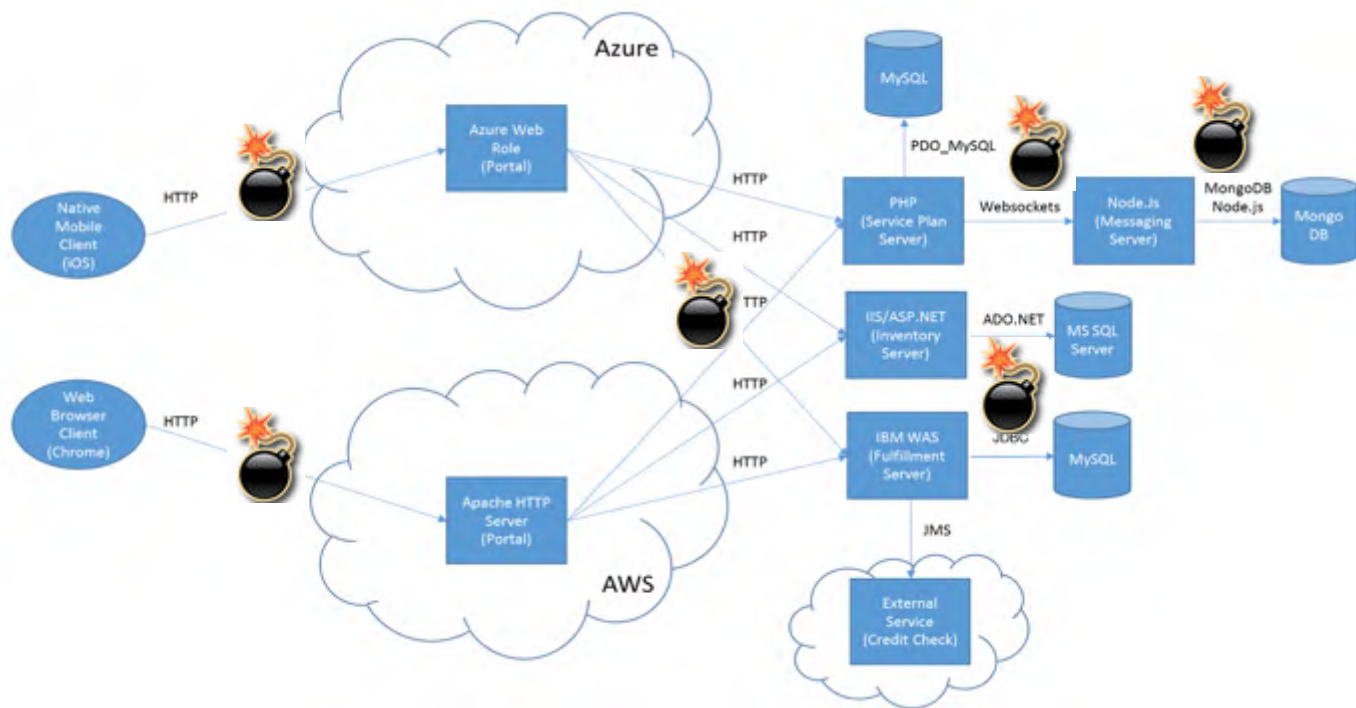 Azure
MySQL
Azure Web
Role
(Portal)
PDO_MySQL
HTTP
HTTP
Native
Mobile
Client
(iOS)
PHP
(Service Plan
Server)
Websockets
Node.Js
(Messaging
Server)
MongoDB
Node.js
Mongo
DB
HTTP
TTP
IIS/ASP.NET
(Inventory
Server)
ADO.NET
MS SQL
Server
HTTP
Web
Browser
Client
(Chrome)
HTTP
IBM WAS
(Fulfillment
Server)
JDBC
MySQL
HTTP
Apache HTTP
Server
(Portal)
JMS
AWS
External
Service
(Credit Check)